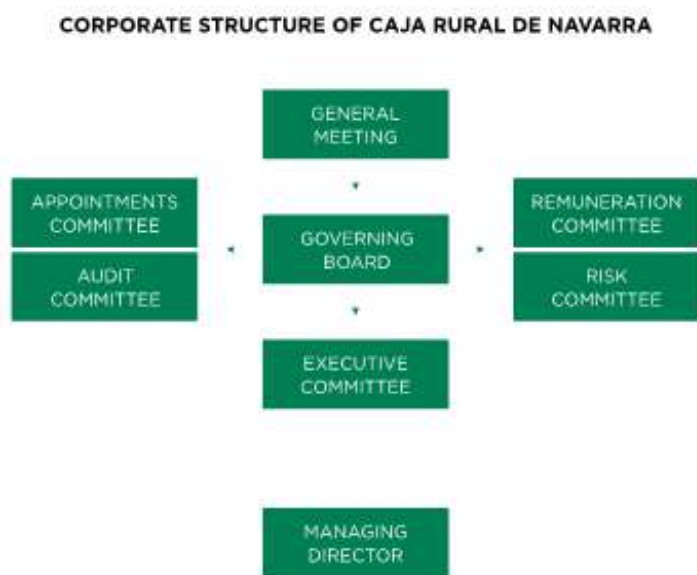 CORPORATE STRUCTURE OF CAJA RURAL DE NAVARRA
GENERAL
MEETING
APPOINTMENTS
COMMITTEE
AUDIT
COMMITTEE
GOVERNING
BOARD
REMUNERATION
COMMITTEE
RISK
COMMITTEE
EXECUTIVE
COMMITTEE
MANAGING
DIRECTOR